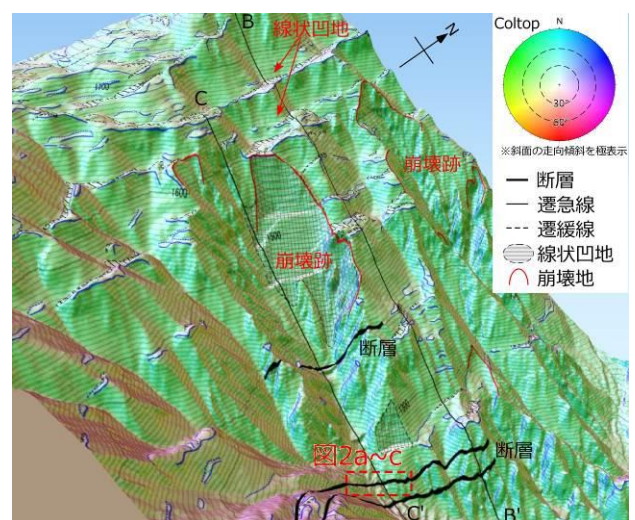 B
線状凹地
C
N
崩壊跡
1600
崩壊跡
断層
図2a~c
断層
C'
B'
Coltop
N
30°
60°
※斜面の走向傾斜を極表示
断層
遷急線
遷緩線
線状凹地
崩壊地